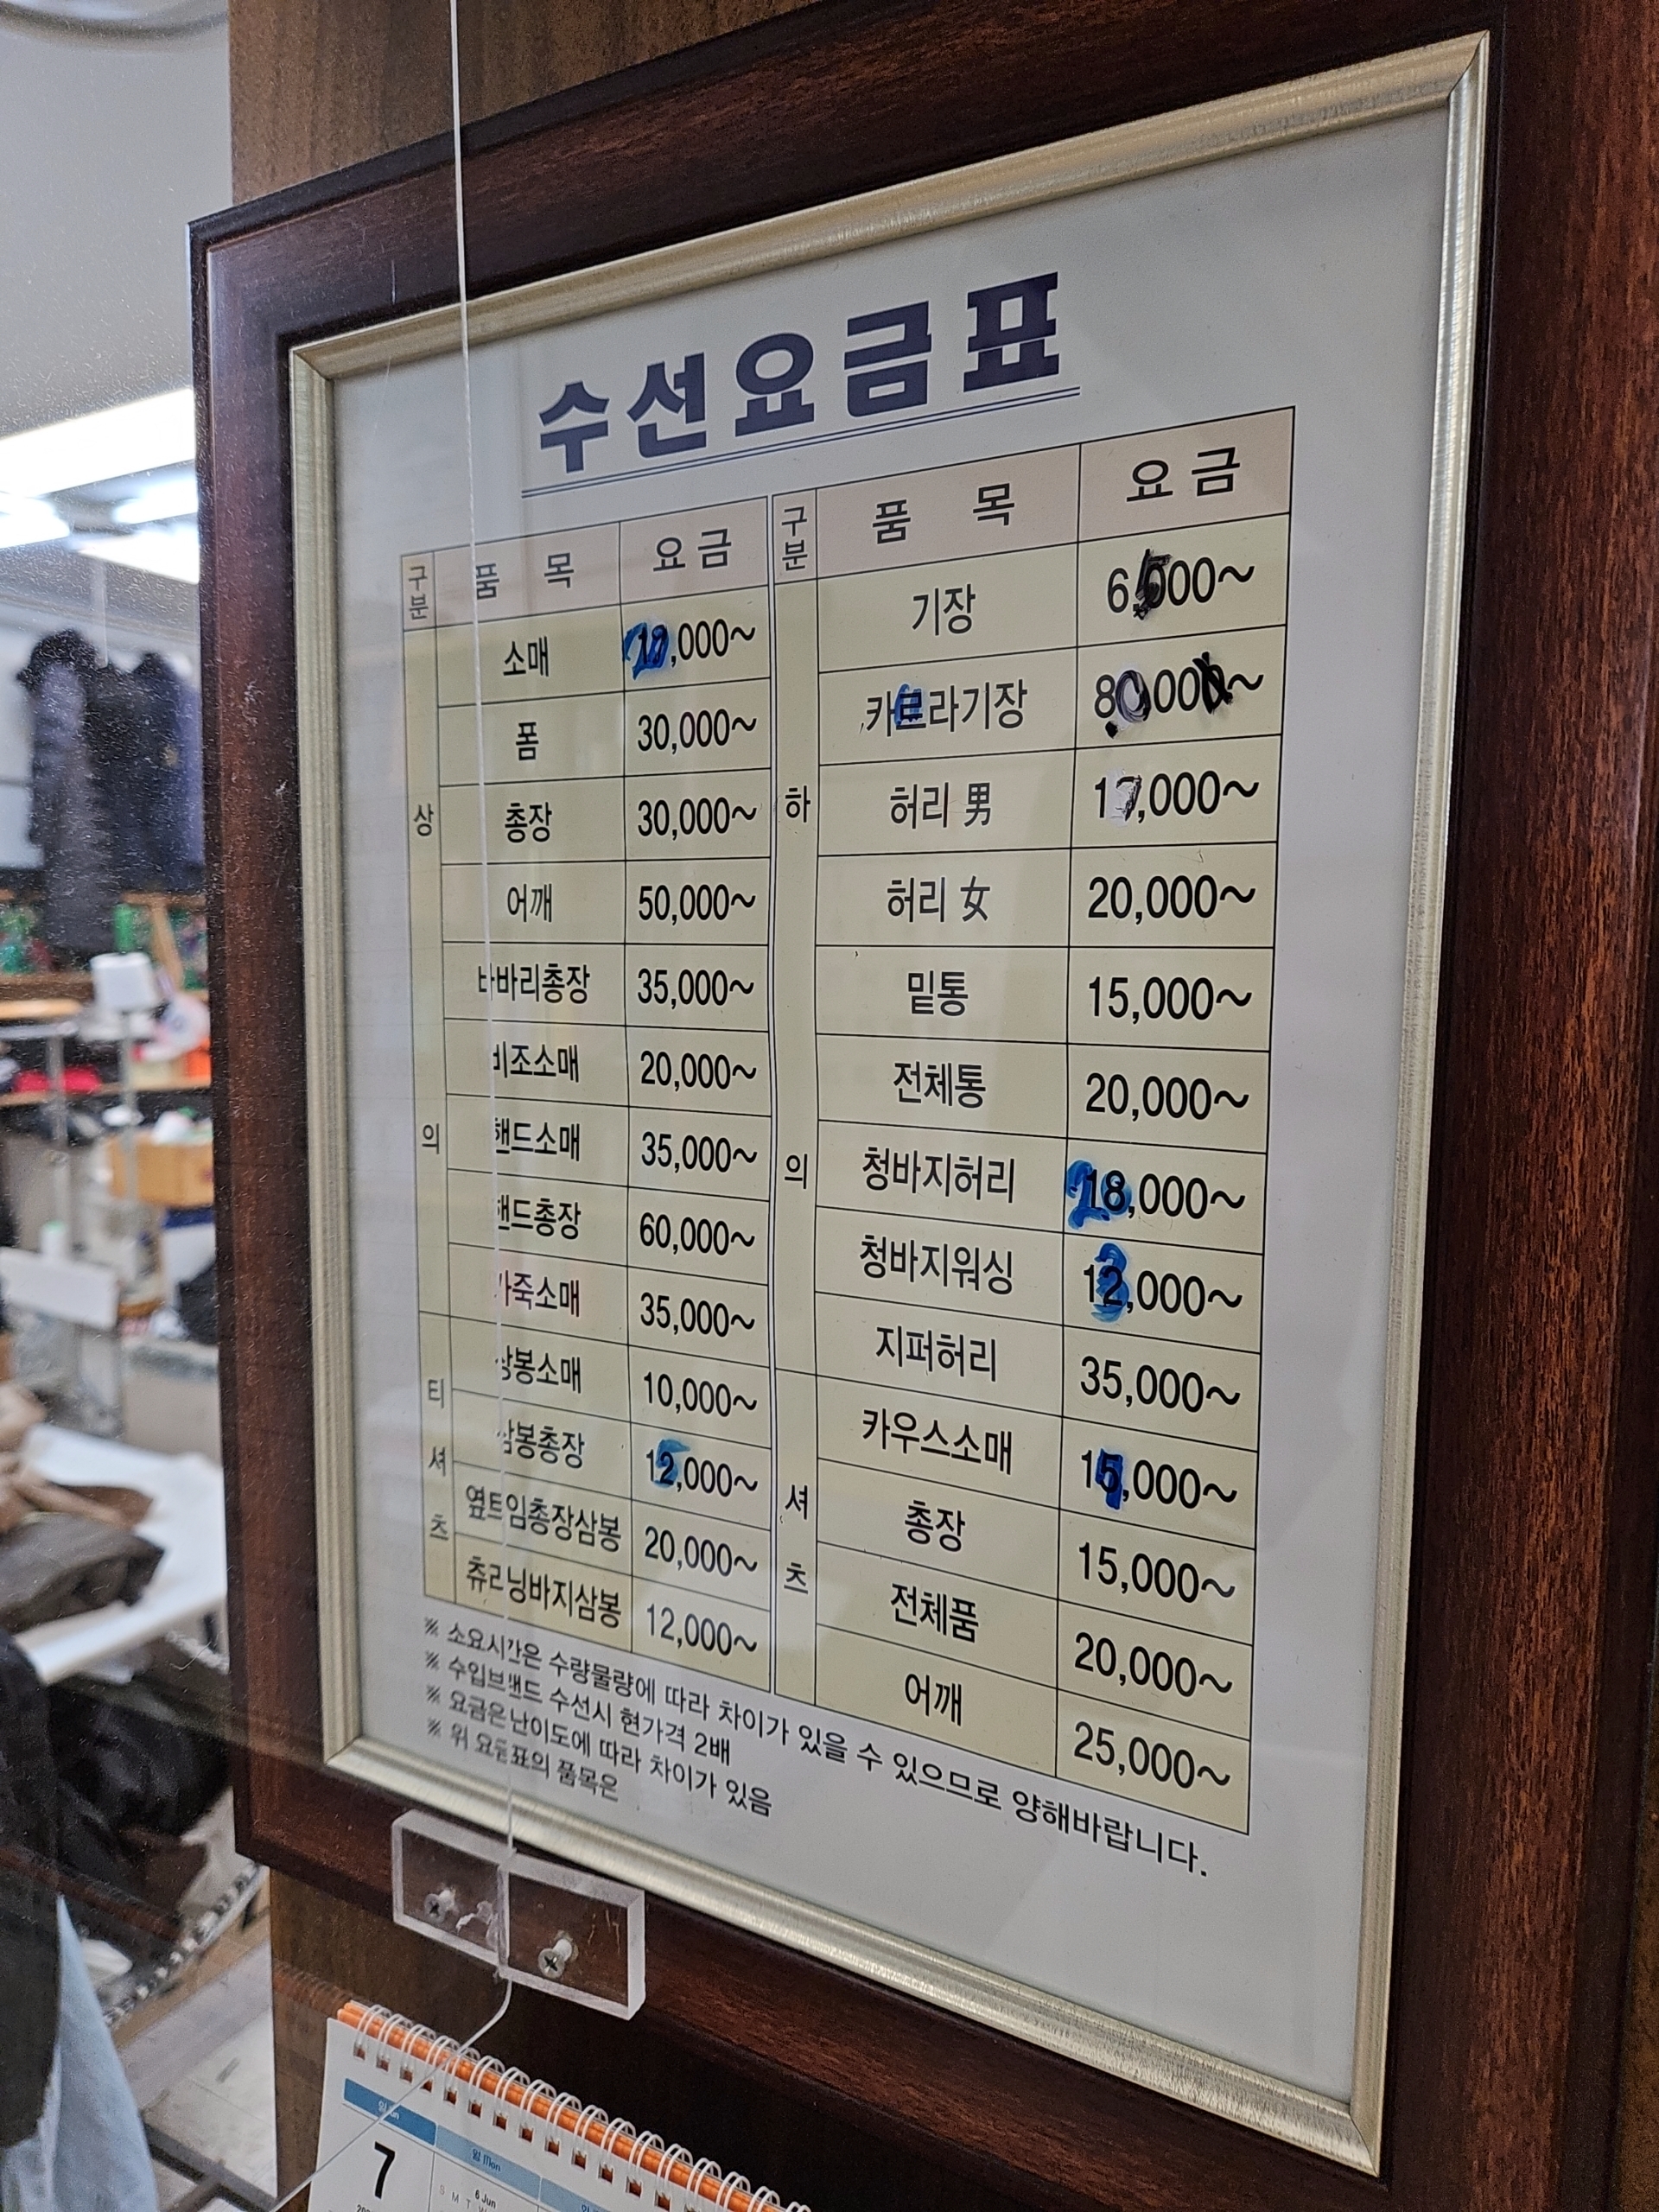 수선요금표
구분 품 목 요금
상의
소매 ,000~
폼 30,000~
총장 30,000~
어깨 50,000~
바바리총장 35,000~
비조소매 20,000~
핸드소매 35,000~
핸드총장 60,000~
가죽소매 35,000~
티셔츠
삼봉소매 10,000~
삼봉총장 15,000~
옆트임총장삼봉 20,000~
츄리닝바지삼봉 12,000~
구분 품 목 요금
하의
기장
라기장
허리 男 17,000~
허리 女 20,000~
밑통 15,000~
전체통 20,000~
청바지허리 ,000~
청바지워싱 13,000~
지퍼허리 35,000~
셔츠
카우스소매 ,000~
총장 15,000~
전체품 20,000~
어깨 25,000~
※ 소요시간은 수량물량에 따라 차이가 있을 수 있으므로 양해바랍니다.
※ 수입브랜드 수선시 현가격 2배
※ 요금은 난이도에 따라 차이가 있음
※ 위 요금표의 품목은
일 Sun
월 Mon
7
6 Jun
S M T W